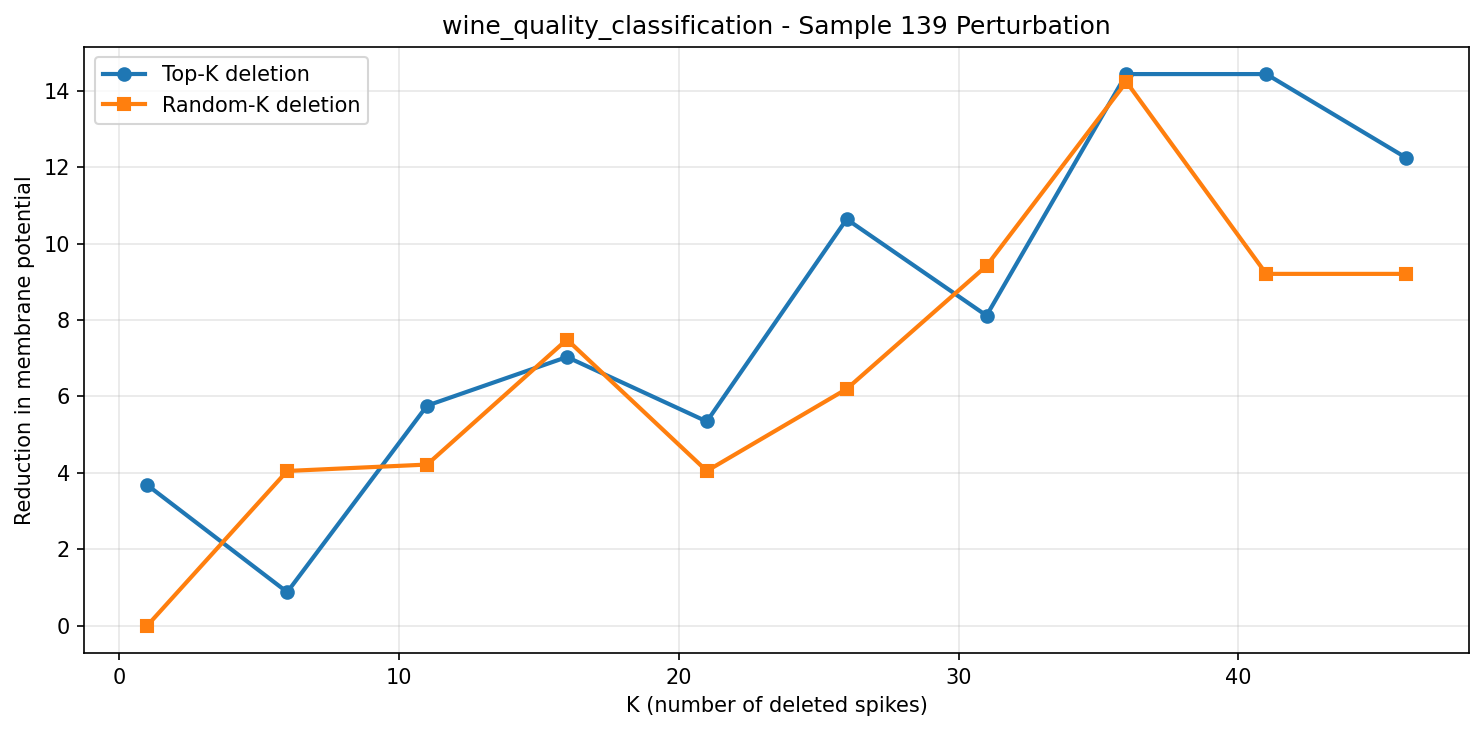 wine_quality_classification - Sample 139 Perturbation
Top-K deletion
Random-K deletion
Reduction in membrane potential
14
12
10
8
6
4
2
0
0 10 20 30 40
K (number of deleted spikes)